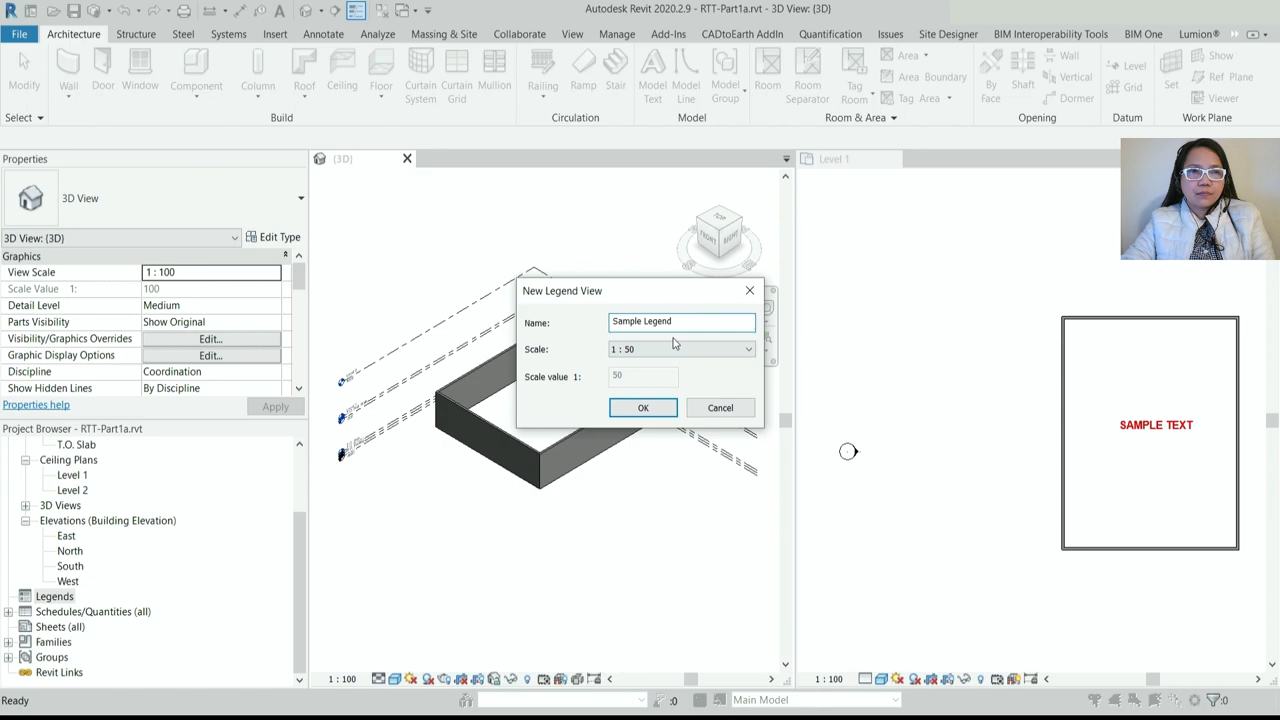 Autodesk Revit 2020.2.9 - RTT-Part1a.rvt - 3D View: {3D}
File Architecture Structure Steel Systems Insert Annotate Analyze Massing & Site Collaborate View Manage Add-Ins CADtoEarth AddIn Quantification Issues Site Designer BIM Interoperability Tools BIM One Lumion®
Modify Wall Door Window Component Column Roof Ceiling Floor Curtain System Curtain Grid Mullion Railing Ramp Stair Model Text Model Line Model Group Room Room Separator Tag Room Area Area Boundary Tag Area By Face Shaft Wall Vertical Dormer Level Grid Set Show Ref Plane Viewer
Select Build Circulation Model Room & Area Opening Datum Work Plane
Properties
{3D}
Level 1
3D View
3D View: {3D} Edit Type
Graphics
View Scale 1 : 100
Scale Value 1: 100
Detail Level Medium
Parts Visibility Show Original
Visibility/Graphics Overrides Edit...
Graphic Display Options Edit...
Discipline Coordination
Show Hidden Lines By Discipline
Properties help Apply
Project Browser - RTT-Part1a.rvt
T.O. Slab
Ceiling Plans
Level 1
Level 2
3D Views
Elevations (Building Elevation)
East
North
South
West
Legends
Schedules/Quantities (all)
Sheets (all)
Families
Groups
Revit Links
TOP
FRONT RIGHT
New Legend View
Name: Sample Legend
Scale: 1 : 50
Scale value 1: 50
OK Cancel
SAMPLE TEXT
1 : 100
1 : 100
Ready :0 Main Model :0